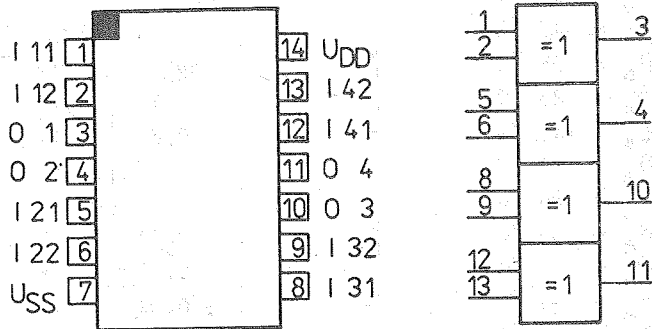 I 11 1 14 UDD
I 12 2 13 I 42
O 1 3 12 I 41
O 2 4 11 O 4
I 21 5 10 O 3
I 22 6 9 I 32
USS 7 8 I 31
1
2
=1
3
5
6
=1
4
8
9
=1
10
12
13
=1
11